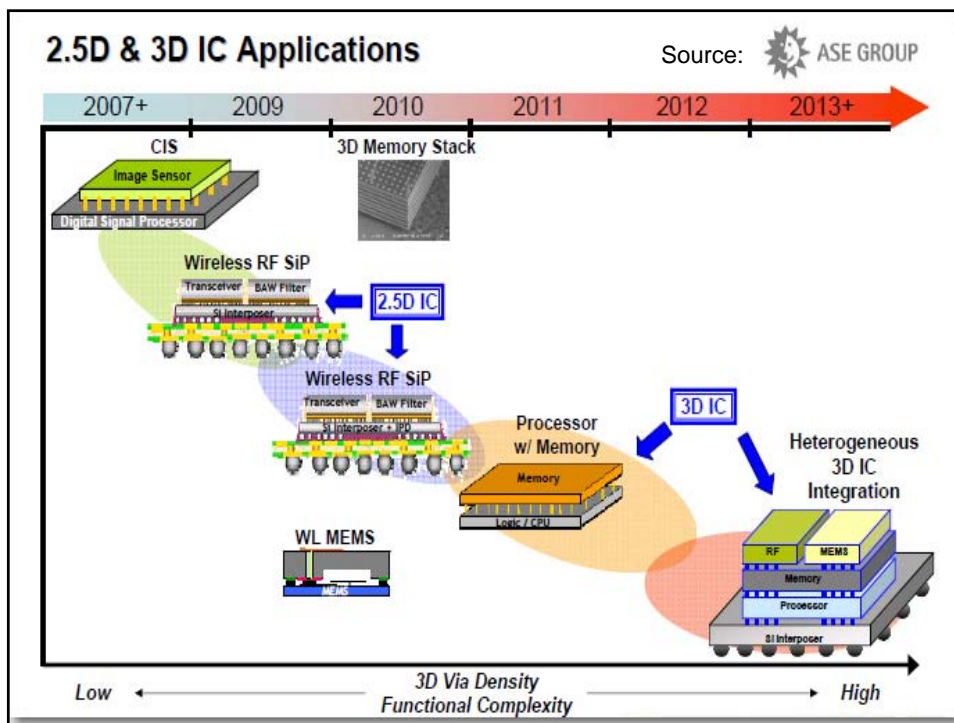 2.5D & 3D IC Applications
Source: ASE GROUP
2007+ 2009 2010 2011 2012 2013+
CIS
Image Sensor
Digital Signal Processor
3D Memory Stack
Wireless RF SiP
Transceiver BAW Filter
SI Interposer
2.5D IC
Wireless RF SiP
Transceiver BAW Filter
SI Interposer + IPD
3D IC
Processor
w/ Memory
Memory
Logic / CPU
WL MEMS
MEMS
Heterogeneous
3D IC
Integration
RF MEMS
Memory
Processor
SI Interposer
Low 3D Via Density High
Functional Complexity